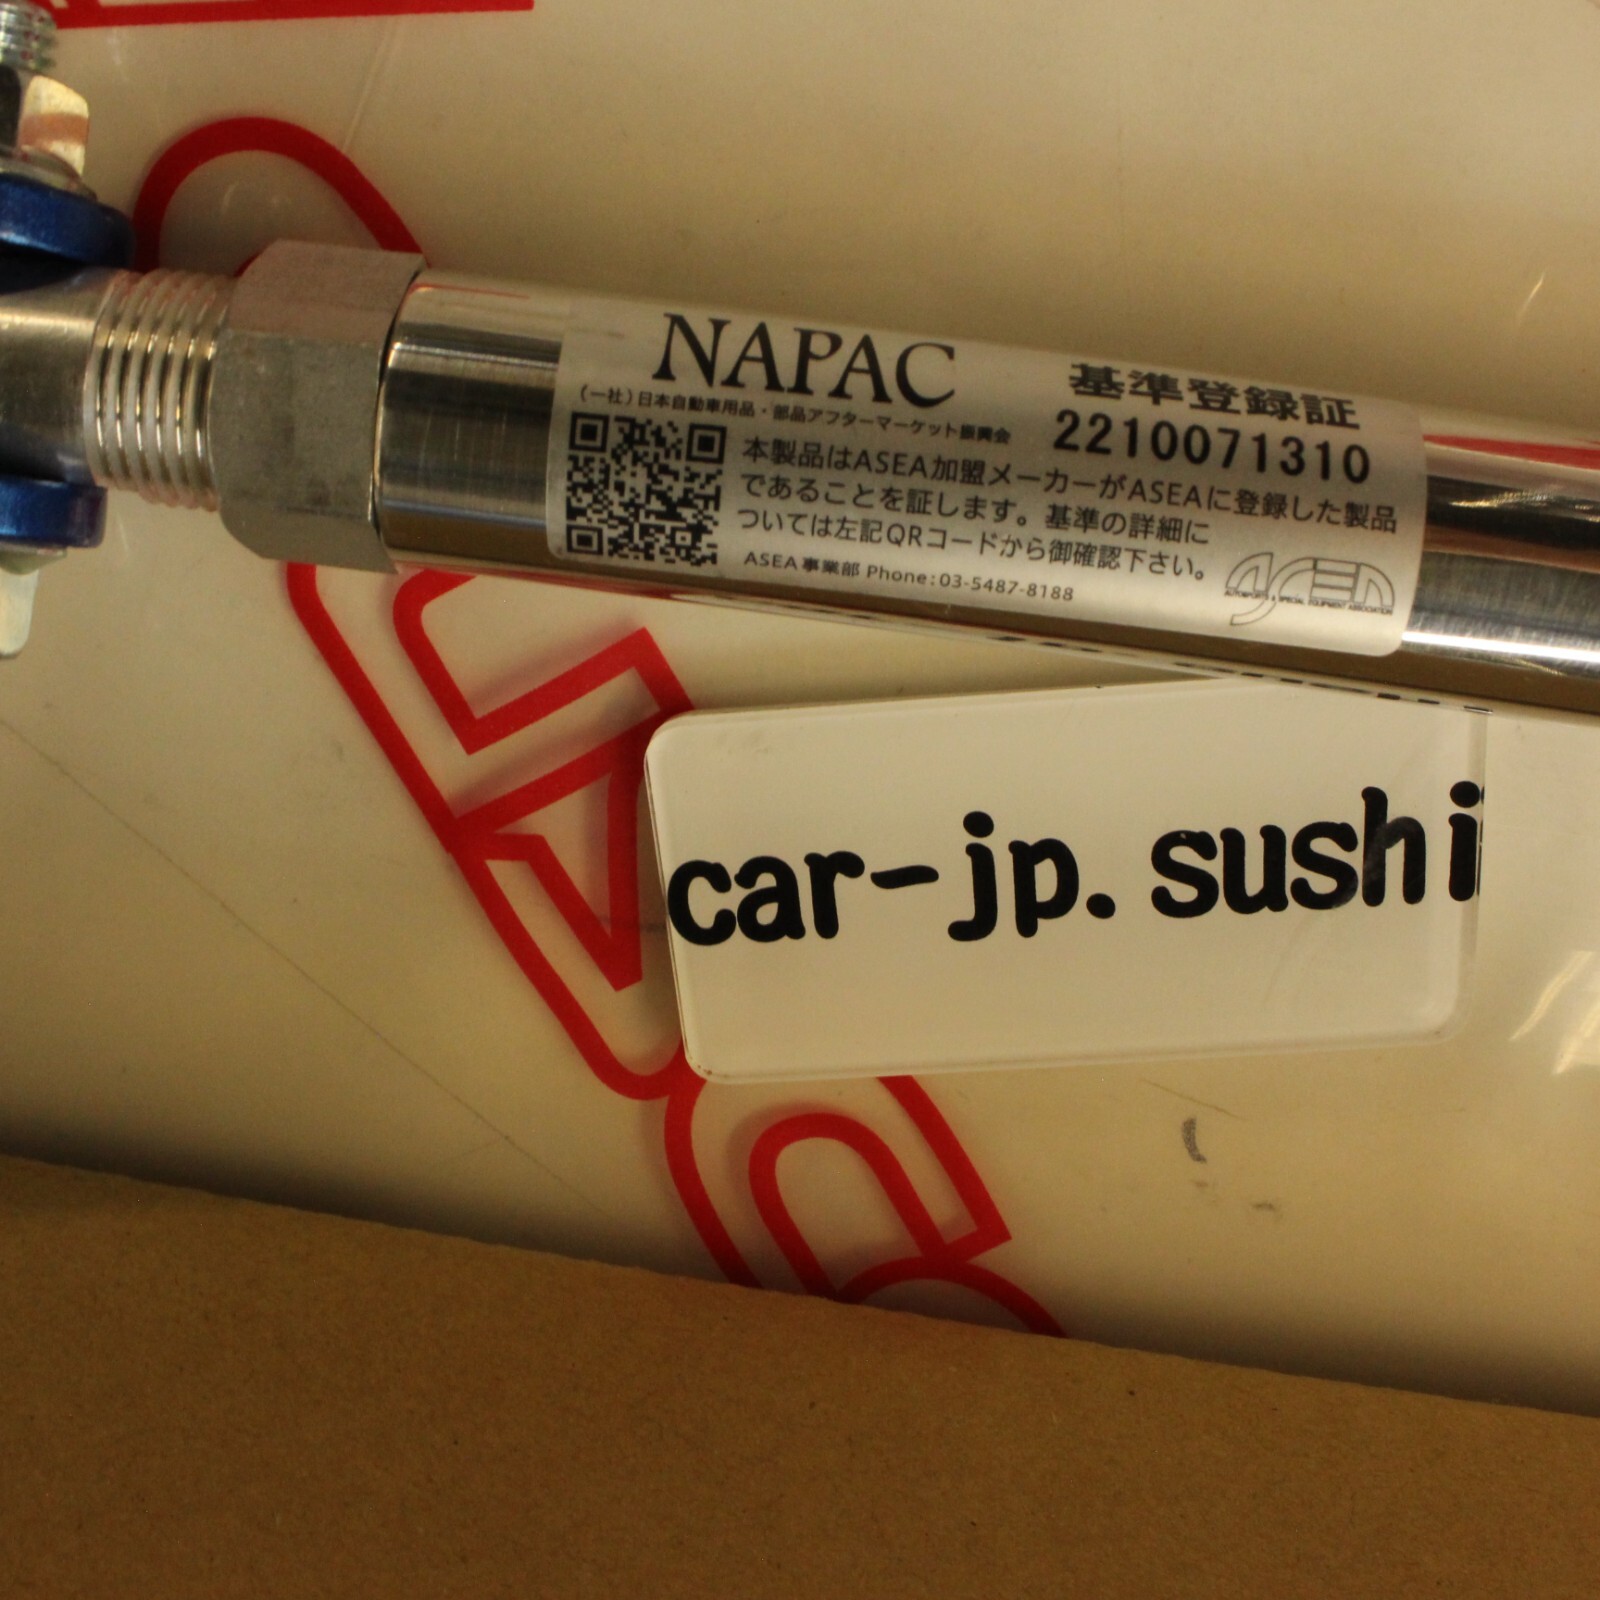 NAPAC
(一社)日本自動車用品・部品アフターマーケット振興会
基準登録証
2210071310
本製品はASEA加盟メーカーがASEAに登録した製品
であることを証します。基準の詳細に
ついては左記QRコードから御確認下さい。
ASEA事業部 Phone:03-5487-8188
ASEA
AUTOSPORTS & SPECIAL EQUIPMENT ASSOCIATION
car-jp.sushi